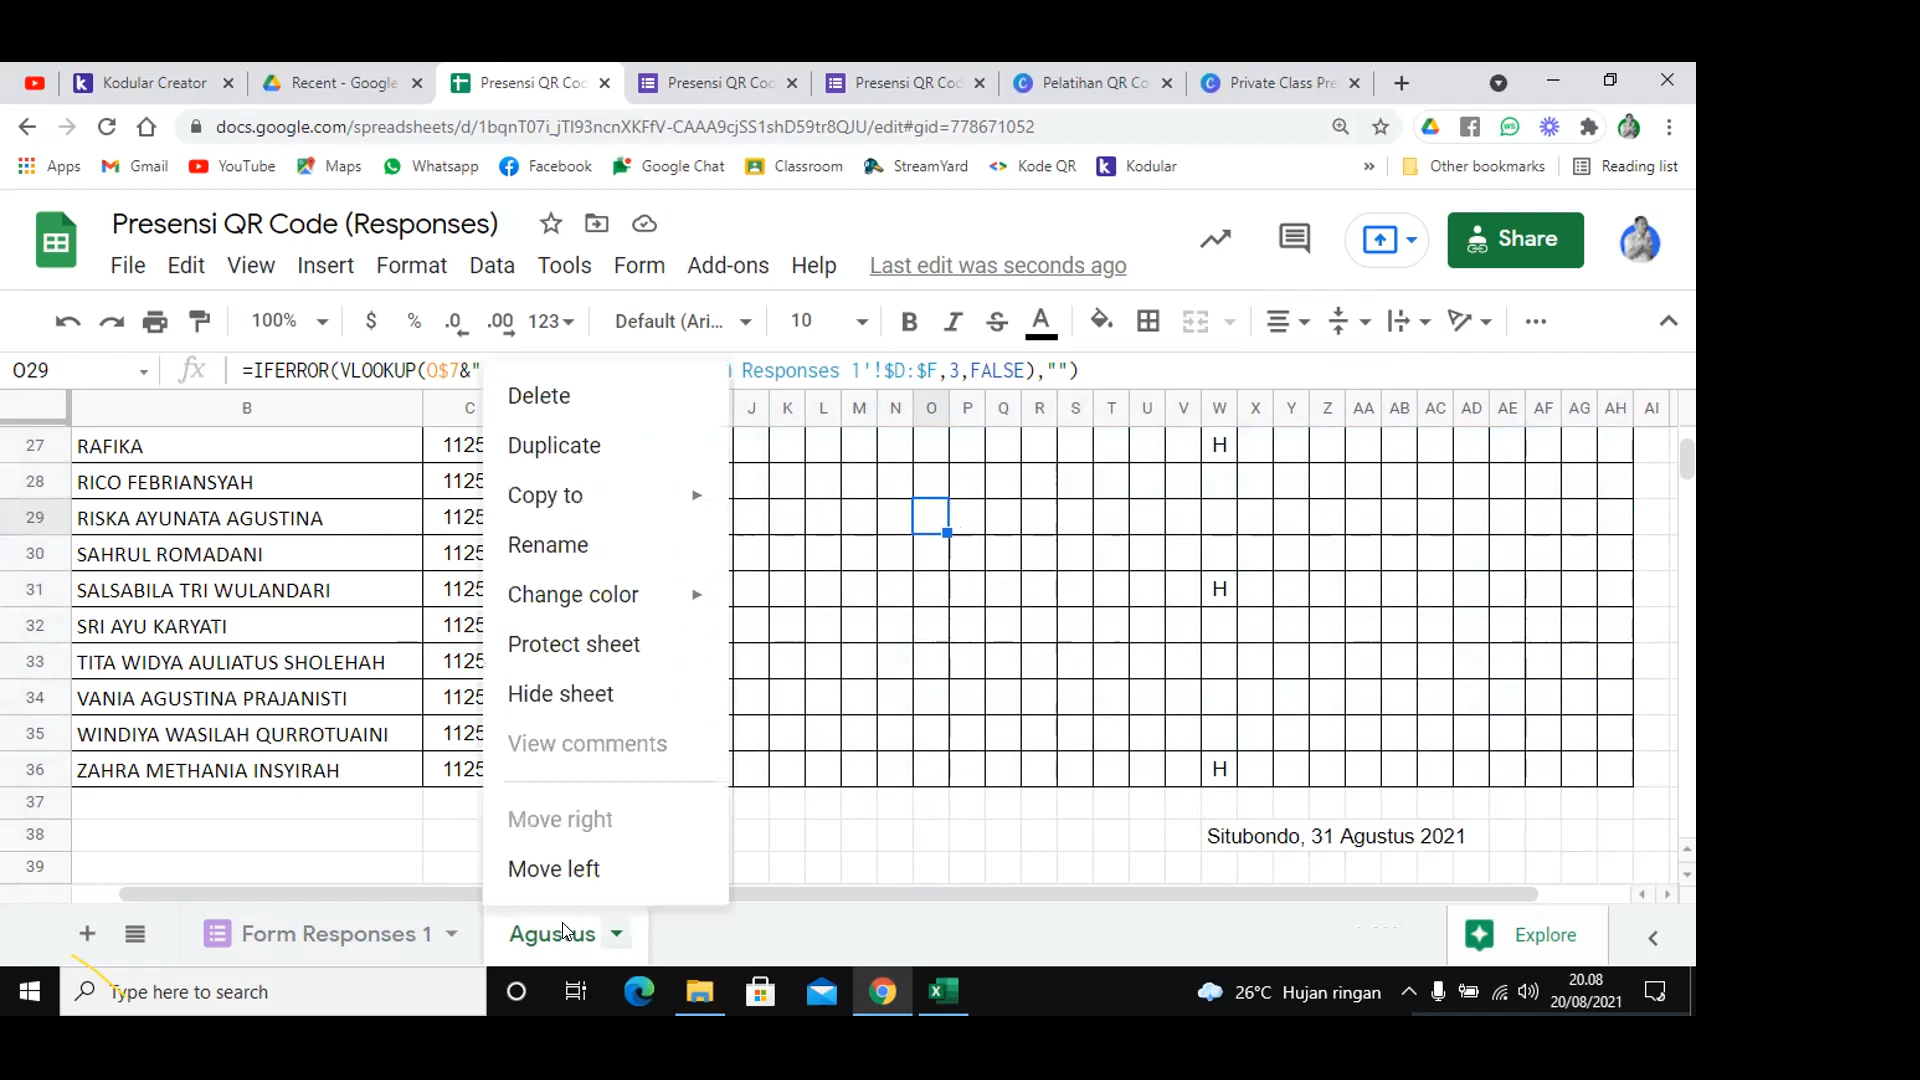 Kodular Creator
Recent - Google
Presensi QR Co
Presensi QR Co
Presensi QR Co
Pelatihan QR Co
Private Class Pre
docs.google.com/spreadsheets/d/1bqnT07i_jTI93ncnXKFfV-CAAA9cjSS1shD59tr8QJU/edit#gid=778671052
Apps Gmail YouTube Maps Whatsapp Facebook Google Chat Classroom StreamYard Kode QR Kodular » Other bookmarks Reading list
Presensi QR Code (Responses)
File Edit View Insert Format Data Tools Form Add-ons Help Last edit was seconds ago
Share
100% $ % .0 .00 123 Default (Ari... 10 B I S A
O29 fx =IFERROR(VLOOKUP(O$7&" Responses 1'!$D:$F,3,FALSE),"")
B C J K L M N O P Q R S T U V W X Y Z AA AB AC AD AE AF AG AH AI
27 RAFIKA 1125 H
28 RICO FEBRIANSYAH 1125
29 RISKA AYUNATA AGUSTINA 1125
30 SAHRUL ROMADANI 1125
31 SALSABILA TRI WULANDARI 1125 H
32 SRI AYU KARYATI 1125
33 TITA WIDYA AULIATUS SHOLEHAH 1125
34 VANIA AGUSTINA PRAJANISTI 1125
35 WINDIYA WASILAH QURROTUAINI 1125
36 ZAHRA METHANIA INSYIRAH 1125 H
37
38 Situbondo, 31 Agustus 2021
39
Delete
Duplicate
Copy to
Rename
Change color
Protect sheet
Hide sheet
View comments
Move right
Move left
Form Responses 1
Agustus
Explore
Type here to search
26°C Hujan ringan
20.08
20/08/2021